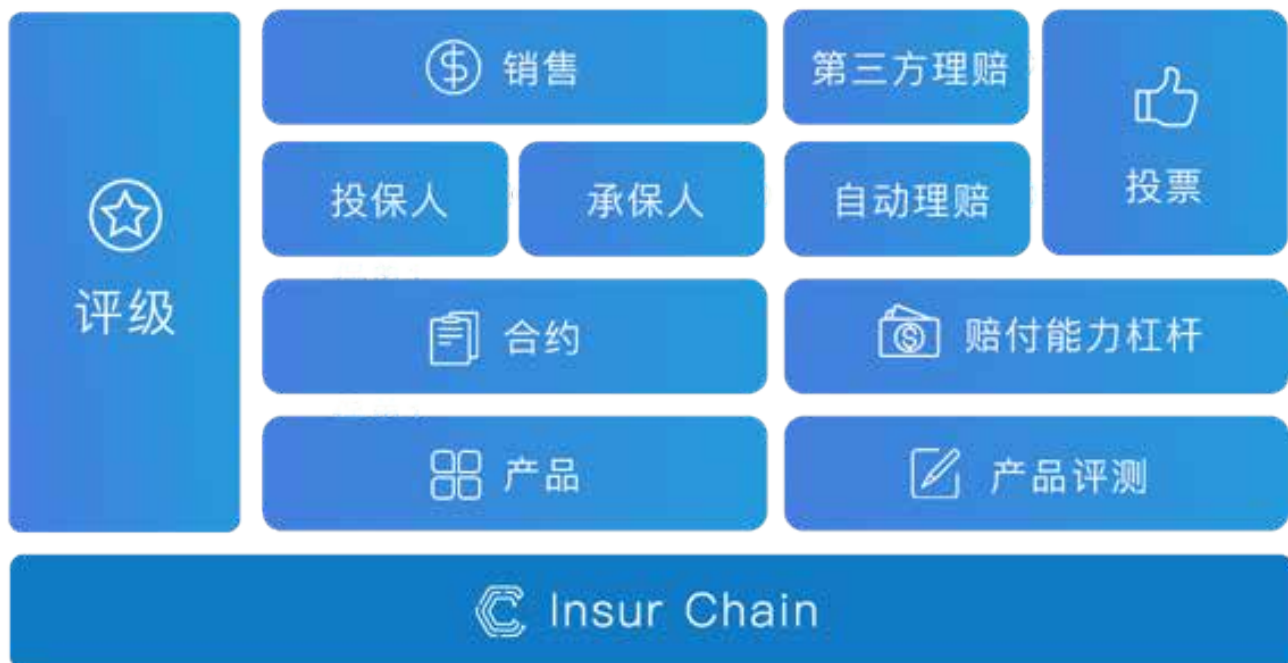 评级
销售
第三方理赔
投票
投保人
承保人
自动理赔
合约
赔付能力杠杆
产品
产品评测
Insur Chain